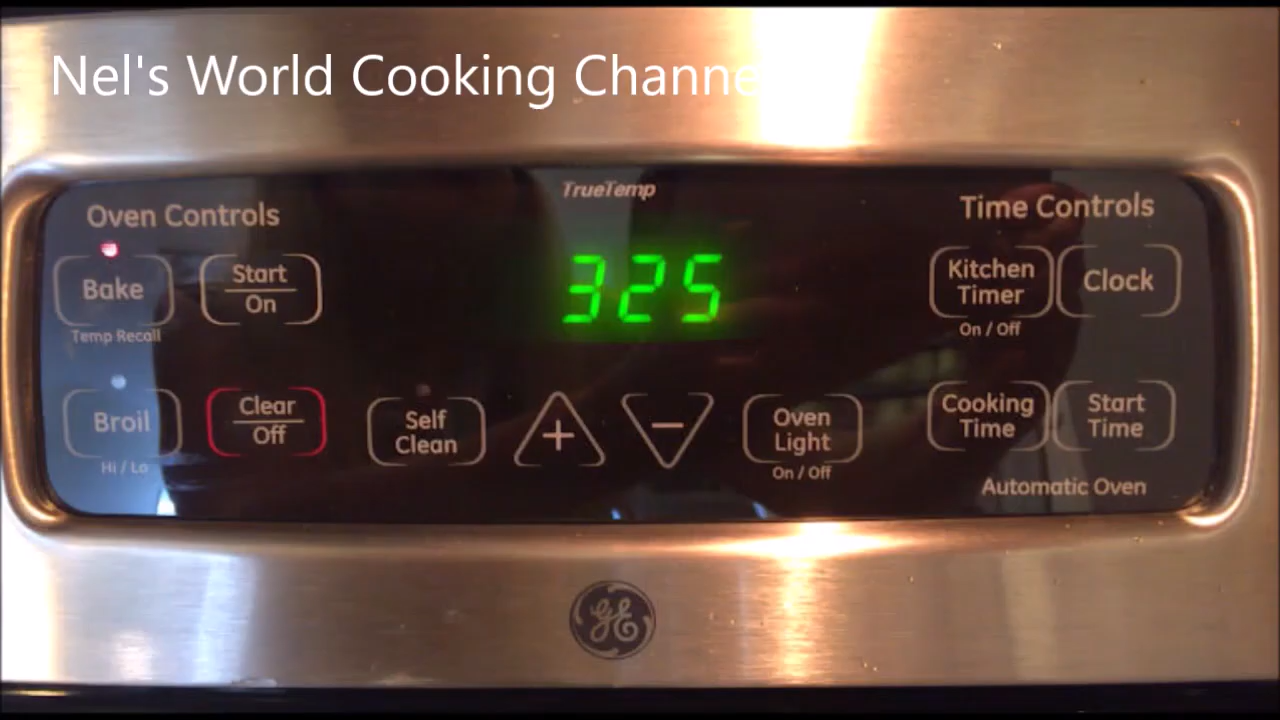 Nel's World Cooking Channe
TrueTemp
Oven Controls
Time Controls
325
Bake
Temp Recall
Start
On
Kitchen
Timer
On / Off
Clock
Broil
Hi / Lo
Clear
Off
Self
Clean
+
−
Oven
Light
On / Off
Cooking
Time
Start
Time
Automatic Oven
GE